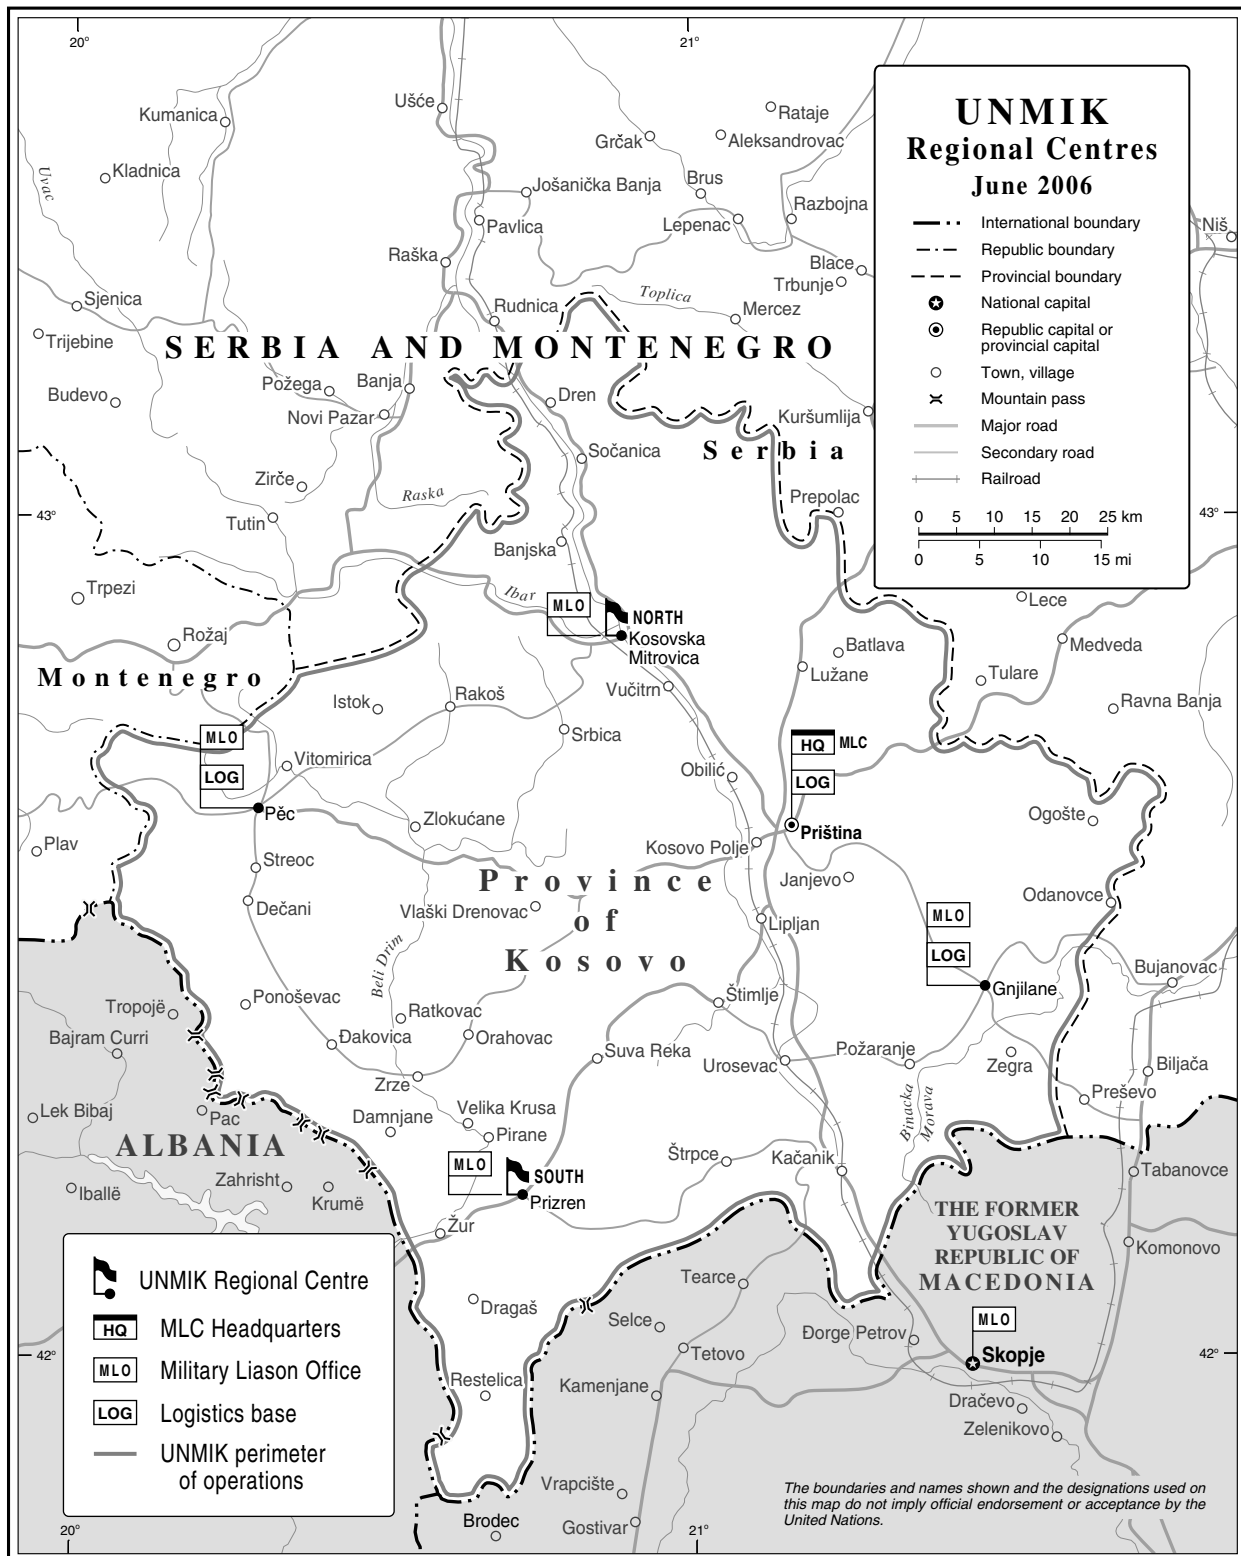 20°
21°
UNMIK
Regional Centres
June 2006
International boundary
Republic boundary
Provincial boundary
National capital
Republic capital or
provincial capital
Town, village
Mountain pass
Major road
Secondary road
Railroad
0 5 10 15 20 25 km
0 5 10 15 mi
Kumanica
Ušće
Rataje
Grčak
Aleksandrovac
Kladnica
Uvac
Jošanička Banja
Brus
Razbojna
Pavlica
Lepenac
Niš
Raška
Blace
Trbunje
Sjenica
Rudnica
Toplica
Mercez
Trijebine
SERBIA AND MONTENEGRO
Budevo
Požega
Banja
Dren
Novi Pazar
Kuršumlija
Serbia
Sočanica
Zirče
Raska
Prepolac
43°
43°
Tutin
Banjska
Trpezi
Ibar
MLO
NORTH
Kosovska
Mitrovica
Lece
Rožaj
Batlava
Medveda
Montenegro
Lužane
Tulare
Vučitrn
Istok
Rakoš
Ravna Banja
Srbica
MLO
HQ
MLC
LOG
Vitomirica
Obilić
LOG
Pěc
Zlokućane
Priština
Ogošte
Plav
Kosovo Polje
Streoc
Janjevo
Province
of
Kosovo
Dečani
Vlaški Drenovac
Odanovce
MLO
Lipljan
LOG
Beli Drim
Bujanovac
Gnjilane
Štimlje
Ponoševac
Tropojë
Ratkovac
Bajram Curri
Đakovica
Orahovac
Suva Reka
Urosevac
Požaranje
Zegra
Biljača
Zrze
Preševo
Lek Bibaj
Pac
Damnjane
Velika Krusa
Binacka
Morava
ALBANIA
Pirane
Štrpce
Kačanik
Tabanovce
MLO
SOUTH
Zahrisht
Iballë
Krumë
Prizren
Žur
THE FORMER
YUGOSLAV
REPUBLIC OF
MACEDONIA
Komonovo
UNMIK Regional Centre
HQ
MLC Headquarters
MLO
Military Liason Office
LOG
Logistics base
UNMIK perimeter
of operations
Tearce
Dragaš
Selce
Đorge Petrov
MLO
Skopje
42°
42°
Tetovo
Restelica
Kamenjane
Dračevo
Zelenikovo
Vrapcište
Brodec
Gostivar
The boundaries and names shown and the designations used on
this map do not imply official endorsement or acceptance by the
United Nations.
20°
21°